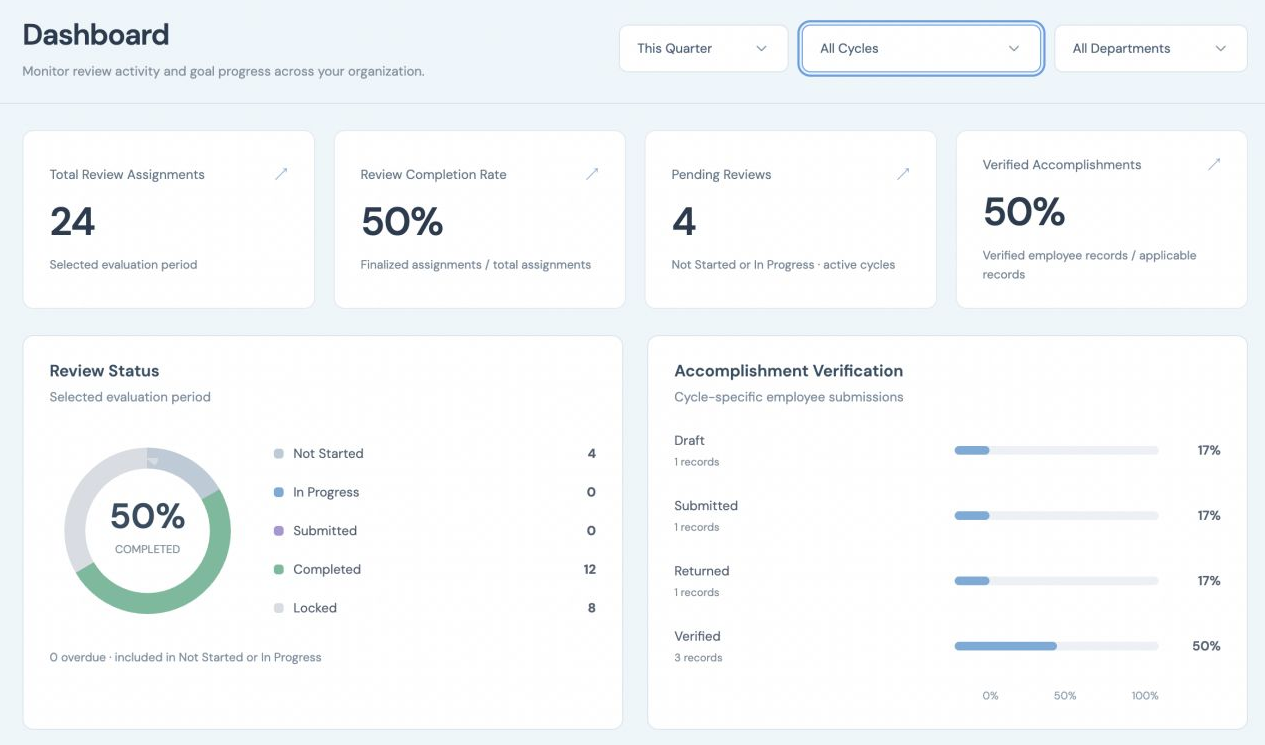 Dashboard
Monitor review activity and goal progress across your organization.
This Quarter
All Cycles
All Departments
Total Review Assignments
24
Selected evaluation period
Review Completion Rate
50%
Finalized assignments / total assignments
Pending Reviews
4
Not Started or In Progress · active cycles
Verified Accomplishments
50%
Verified employee records / applicable
records
Review Status
Selected evaluation period
50%
COMPLETED
Not Started 4
In Progress 0
Submitted 0
Completed 12
Locked 8
0 overdue · included in Not Started or In Progress
Accomplishment Verification
Cycle-specific employee submissions
Draft
1 records
17%
Submitted
1 records
17%
Returned
1 records
17%
Verified
3 records
50%
0% 50% 100%